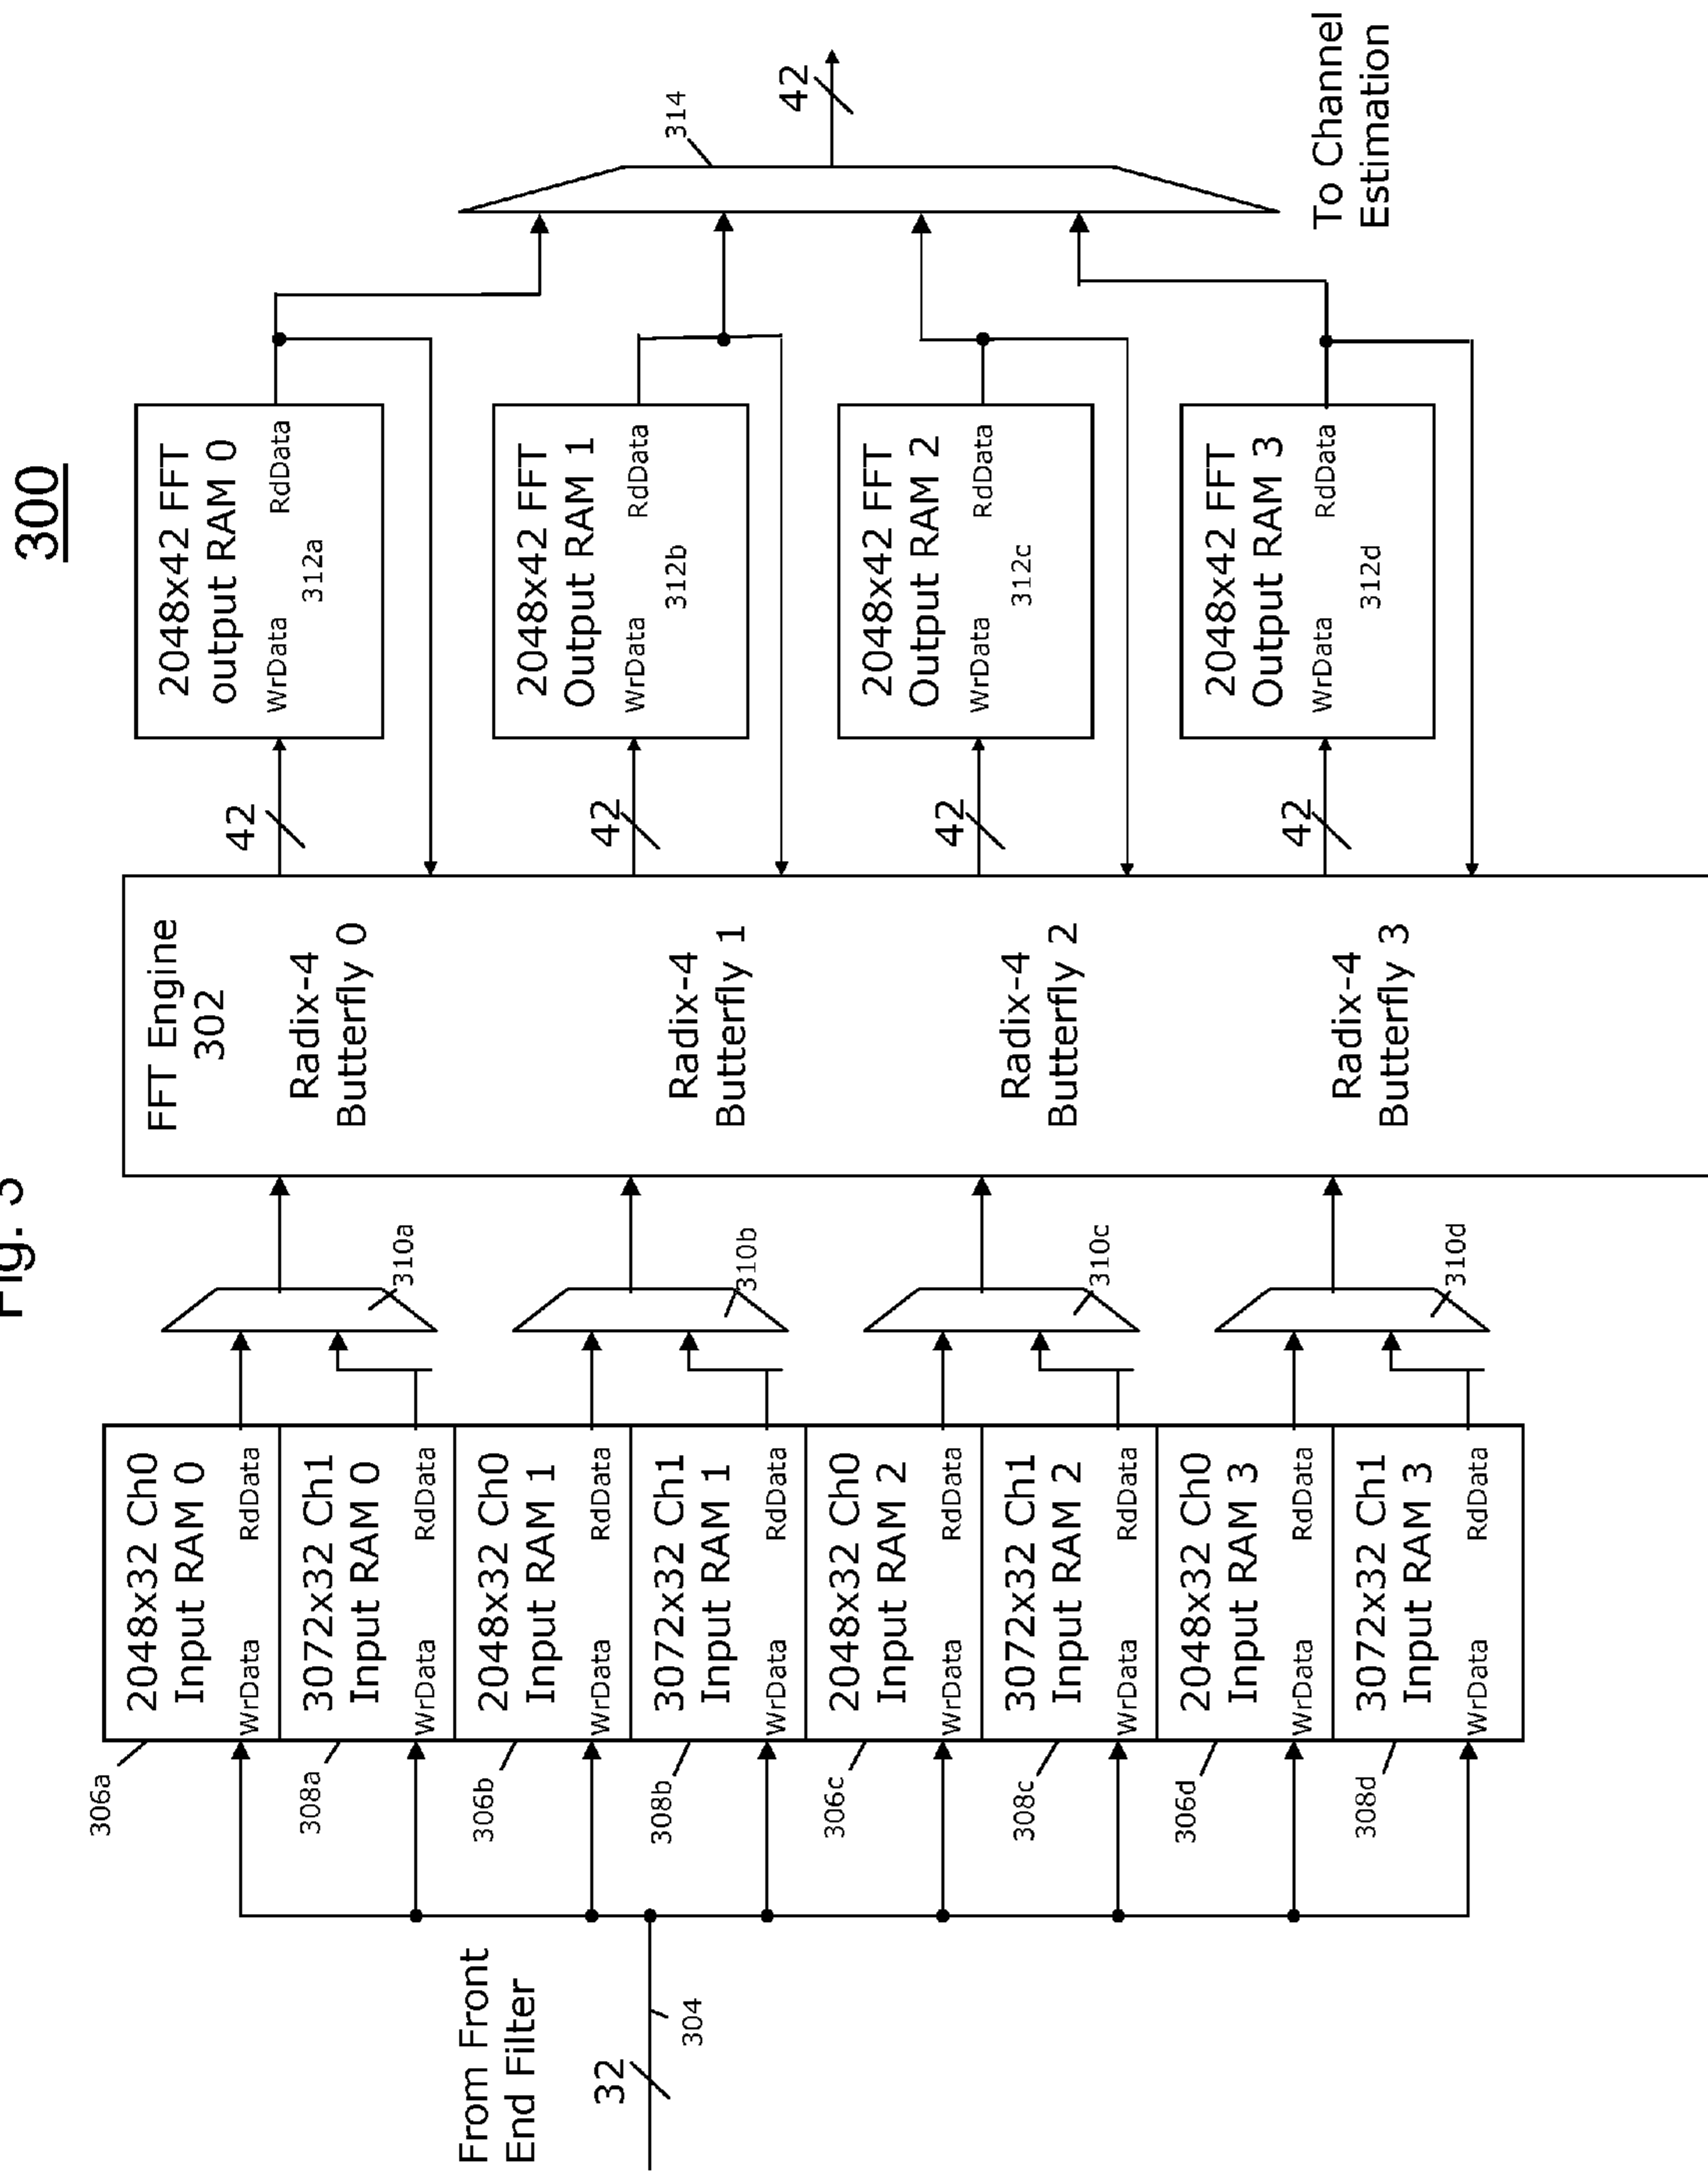 Fig. 3
300
From Front
End Filter
32
304
306a
308a
306b
308b
306c
308c
306d
308d
2048x32 Ch0
Input RAM 0
WrData RdData
3072x32 Ch1
Input RAM 0
WrData RdData
2048x32 Ch0
Input RAM 1
WrData RdData
3072x32 Ch1
Input RAM 1
WrData RdData
2048x32 Ch0
Input RAM 2
WrData RdData
3072x32 Ch1
Input RAM 2
WrData RdData
2048x32 Ch0
Input RAM 3
WrData RdData
3072x32 Ch1
Input RAM 3
WrData RdData
310a
310b
310c
310d
FFT Engine
302
Radix-4
Butterfly 0
Radix-4
Butterfly 1
Radix-4
Butterfly 2
Radix-4
Butterfly 3
42
42
42
42
2048x42 FFT
output RAM 0
WrData RdData
312a
2048x42 FFT
Output RAM 1
WrData RdData
312b
2048x42 FFT
Output RAM 2
WrData RdData
312c
2048x42 FFT
Output RAM 3
WrData RdData
312d
314
42
To Channel
Estimation